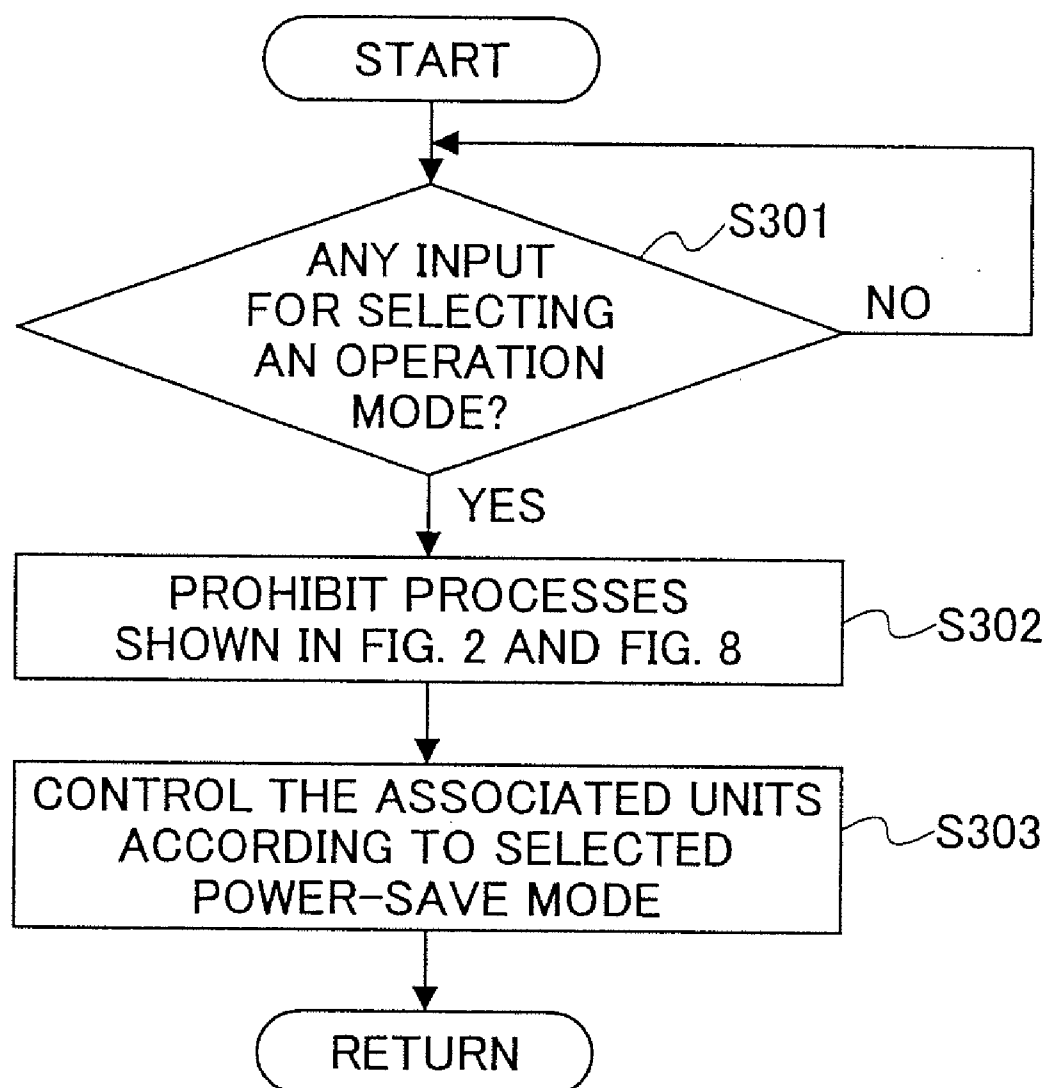 START
S301
ANY INPUT
FOR SELECTING
AN OPERATION
MODE?
NO
YES
PROHIBIT PROCESSES
SHOWN IN FIG. 2 AND FIG. 8
S302
CONTROL THE ASSOCIATED UNITS
ACCORDING TO SELECTED
POWER-SAVE MODE
S303
RETURN